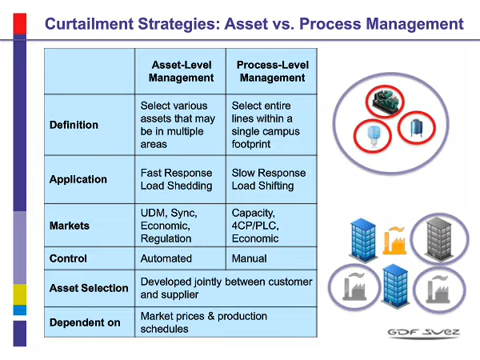 Curtailment Strategies: Asset vs. Process Management
Asset-Level
Management
Process-Level
Management
Definition
Select various
assets that may
be in multiple
areas
Select entire
lines within a
single campus
footprint
Application
Fast Response
Load Shedding
Slow Response
Load Shifting
Markets
UDM, Sync,
Economic,
Regulation
Capacity,
4CP/PLC,
Economic
Control
Automated
Manual
Asset Selection
Developed jointly between customer
and supplier
Dependent on
Market prices & production
schedules
GDF SUEZ